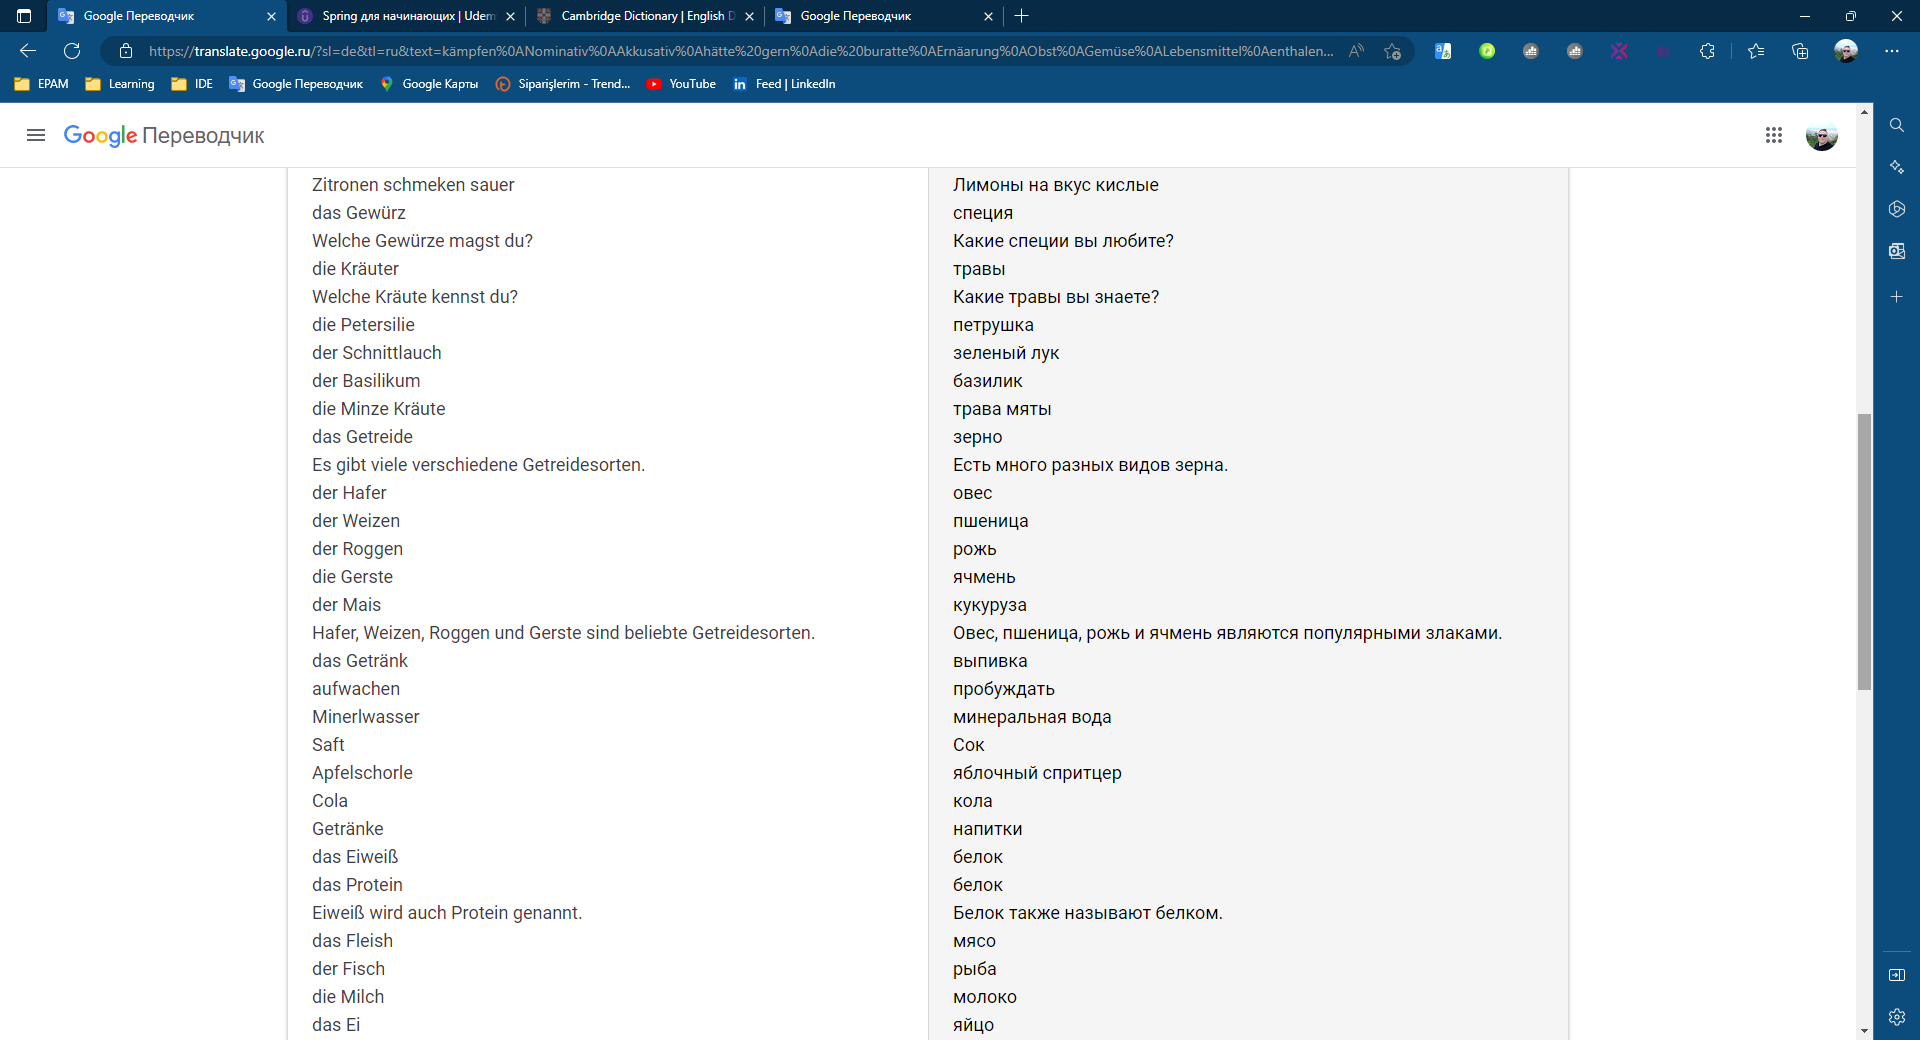 Google Переводчик
Spring для начинающих | Udem
Cambridge Dictionary | English D
Google Переводчик
https://translate.google.ru/?sl=de&tl=ru&text=kämpfen%0ANominativ%0AAkkusativ%0Ahätte%20gern%0Adie%20buratte%0AErnäarung%0AObst%0AGemüse%0ALebensmittel%0Aenthalen...
EPAM
Learning
IDE
Google Переводчик
Google Карты
Siparişlerim - Trend...
YouTube
Feed | LinkedIn
Google Переводчик
Zitronen schmeken sauer
das Gewürz
Welche Gewürze magst du?
die Kräuter
Welche Kräute kennst du?
die Petersilie
der Schnittlauch
der Basilikum
die Minze Kräute
das Getreide
Es gibt viele verschiedene Getreidesorten.
der Hafer
der Weizen
der Roggen
die Gerste
der Mais
Hafer, Weizen, Roggen und Gerste sind beliebte Getreidesorten.
das Getränk
aufwachen
Minerlwasser
Saft
Apfelschorle
Cola
Getränke
das Eiweiß
das Protein
Eiweiß wird auch Protein genannt.
das Fleish
der Fisch
die Milch
das Ei
Лимоны на вкус кислые
специя
Какие специи вы любите?
травы
Какие травы вы знаете?
петрушка
зеленый лук
базилик
трава мяты
зерно
Есть много разных видов зерна.
овес
пшеница
рожь
ячмень
кукуруза
Овес, пшеница, рожь и ячмень являются популярными злаками.
выпивка
пробуждать
минеральная вода
Сок
яблочный спритцер
кола
напитки
белок
белок
Белок также называют белком.
мясо
рыба
молоко
яйцо